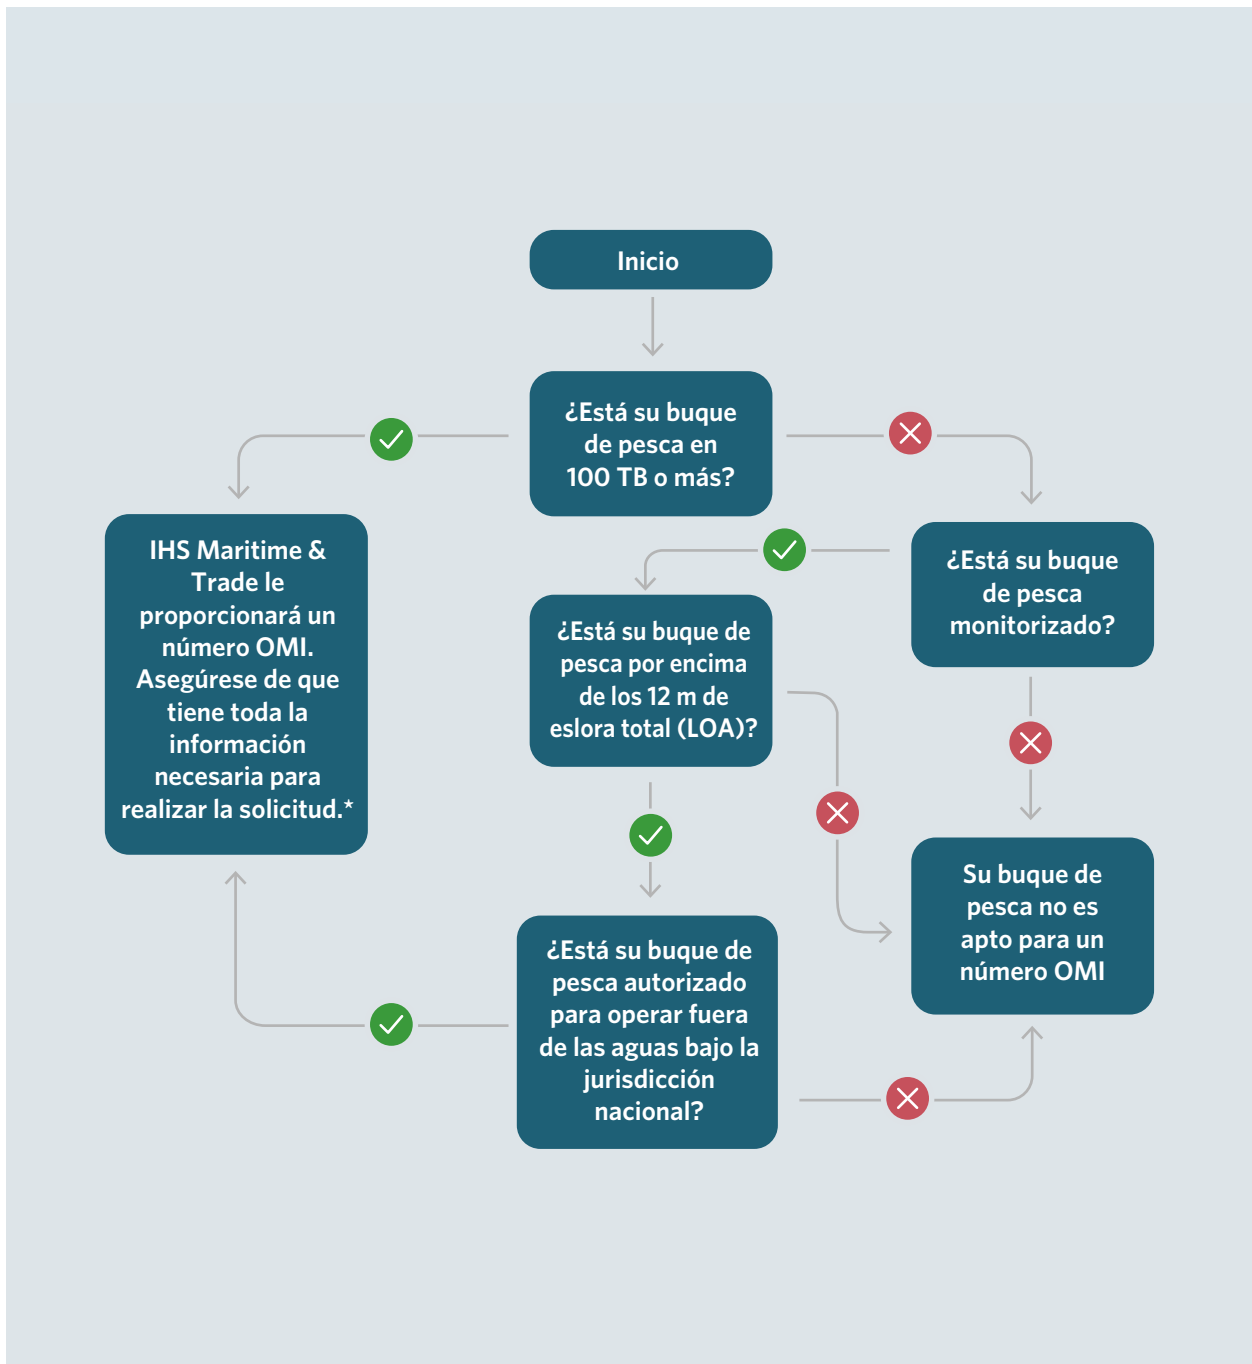 Inicio
¿Está su buque
de pesca en
100 TB o más?
IHS Maritime &
Trade le
proporcionará un
número OMI.
Asegúrese de que
tiene toda la
información
necesaria para
realizar la solicitud.*
¿Está su buque
de pesca
monitorizado?
¿Está su buque de
pesca por encima
de los 12 m de
eslora total (LOA)?
Su buque de
pesca no es
apto para un
número OMI
¿Está su buque de
pesca autorizado
para operar fuera
de las aguas bajo la
jurisdicción
nacional?